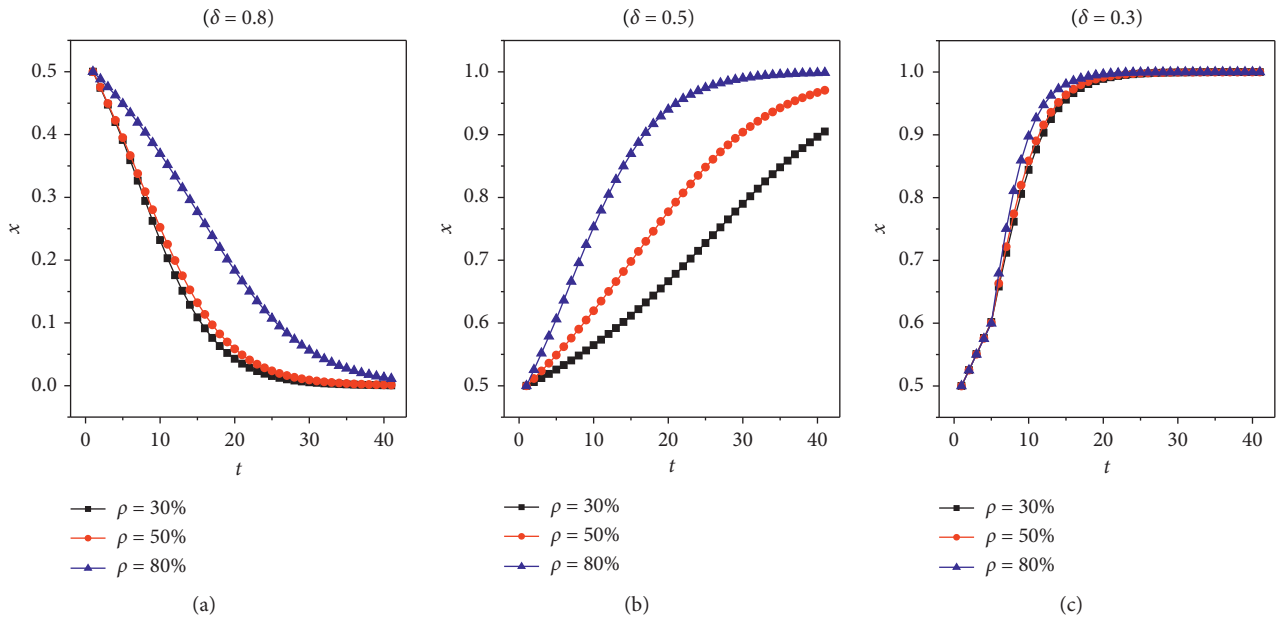 (δ = 0.8)
0.5
0.4
0.3
0.2
0.1
0.0
x
0 10 20 30 40
t
ρ = 30%
ρ = 50%
ρ = 80%
(a)
(δ = 0.5)
1.0
0.9
0.8
0.7
0.6
0.5
x
0 10 20 30 40
t
ρ = 30%
ρ = 50%
ρ = 80%
(b)
(δ = 0.3)
1.0
0.9
0.8
0.7
0.6
0.5
x
0 10 20 30 40
t
ρ = 30%
ρ = 50%
ρ = 80%
(c)